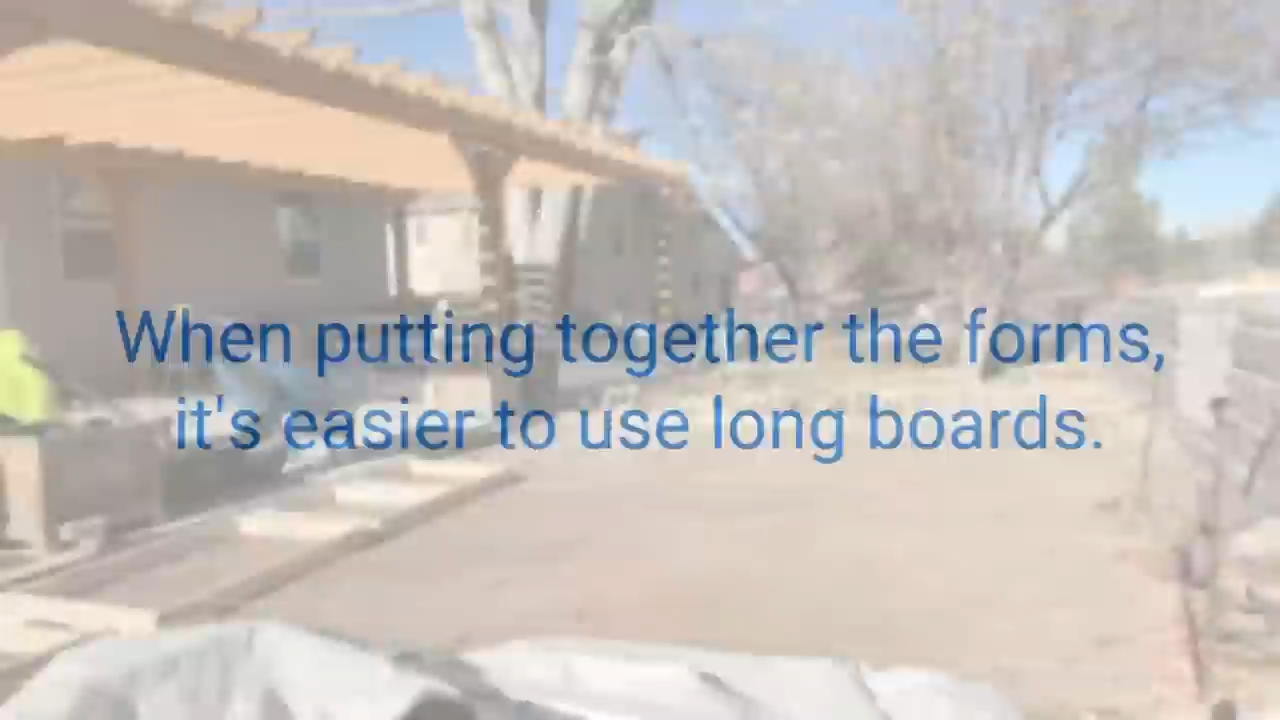 When putting together the forms,
it's easier to use long boards.